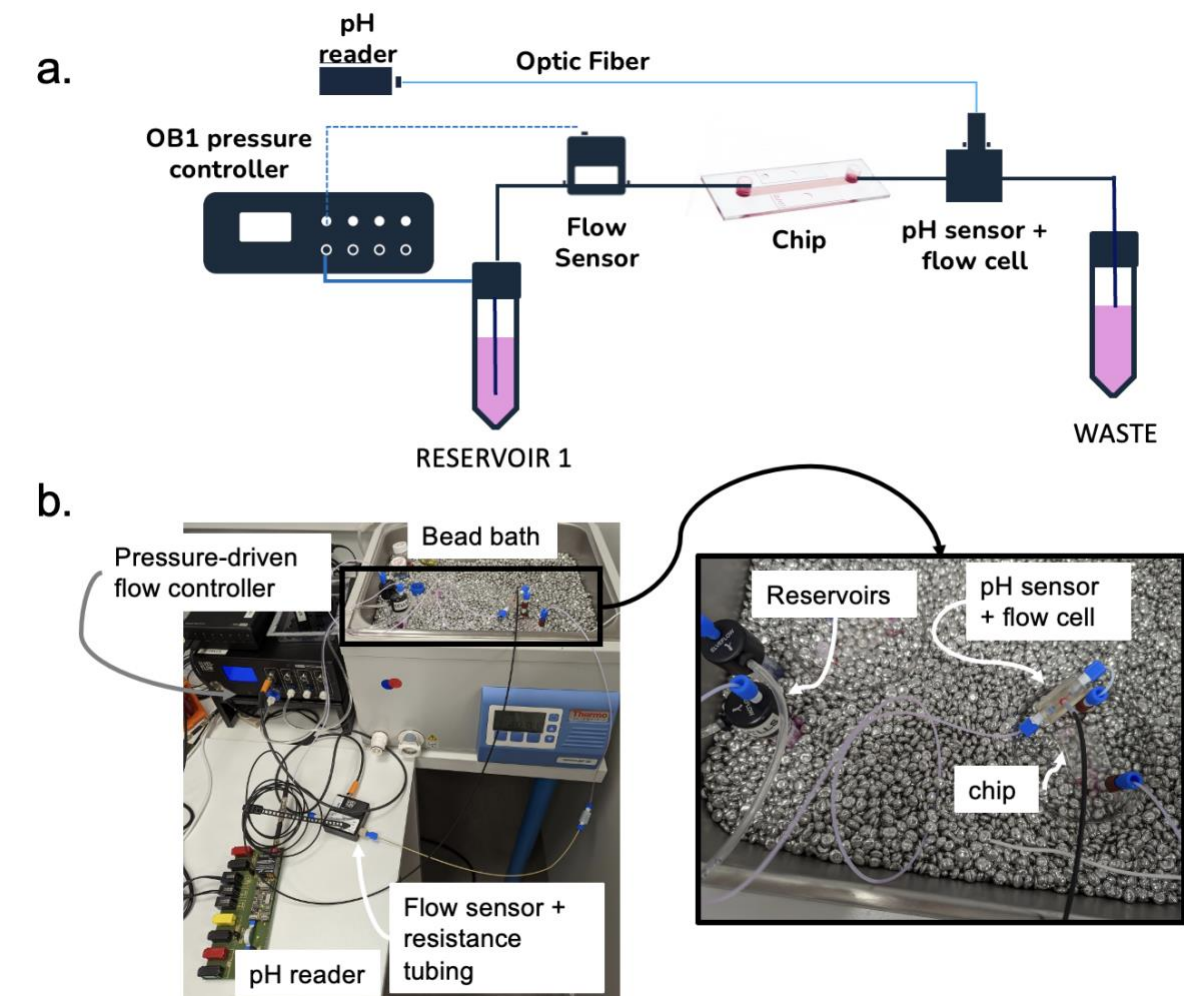 a.
pH
reader
Optic Fiber
OB1 pressure
controller
Flow
Sensor
Chip
pH sensor +
flow cell
RESERVOIR 1
WASTE
b.
Bead bath
Pressure-driven
flow controller
Thermo
Flow sensor +
resistance
tubing
pH reader
Reservoirs
pH sensor
+ flow cell
chip